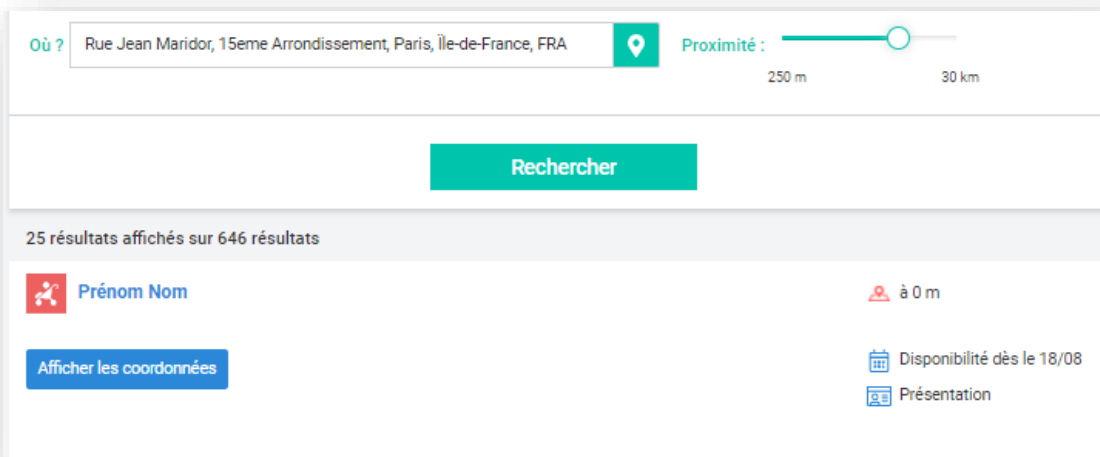 Où ? Rue Jean Maridor, 15eme Arrondissement, Paris, Île-de-France, FRA Proximité :
250 m 30 km
Rechercher
25 résultats affichés sur 646 résultats
Prénom Nom à 0 m
Afficher les coordonnées Disponibilité dès le 18/08
Présentation